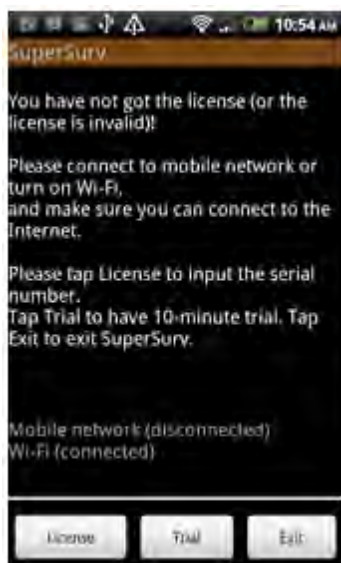 10:54 AM
SuperSurv
You have not got the license (or the
license is invalid)!
Please connect to mobile network or
turn on Wi-Fi,
and make sure you can connect to the
Internet.
Please tap License to input the serial
number.
Tap Trial to have 10-minute trial. Tap
Exit to exit SuperSurv.
Mobile network (disconnected)
Wi-Fi (connected)
License Trial Exit